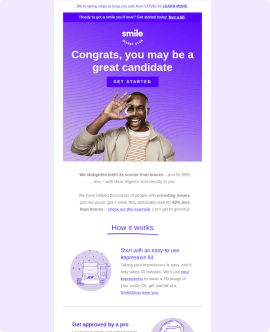 We're taking steps to keep you safe from COVID-19 LEARN MORE.
Ready to get a smile you'll love? Get started today. Buy a kit.
smile
DIRECT CLUB
Congrats, you may be a
great candidate
GET STARTED
We straighten teeth 3x sooner than braces – and for 60%
less – with clear aligners sent directly to you.
We have helped thousands of people with crowding issues
just like yours, get a smile they absolutely love for 60% less
than braces – check out this example. Let's get to grinning!
How it works
Start with an easy-to-use
impression kit.
Taking your impressions is easy, and it
only takes 30 minutes. We'll use your
impressions to make a 3D image of
your smile. Or, get started at a
SmileShop near you.
Get approved by a pro